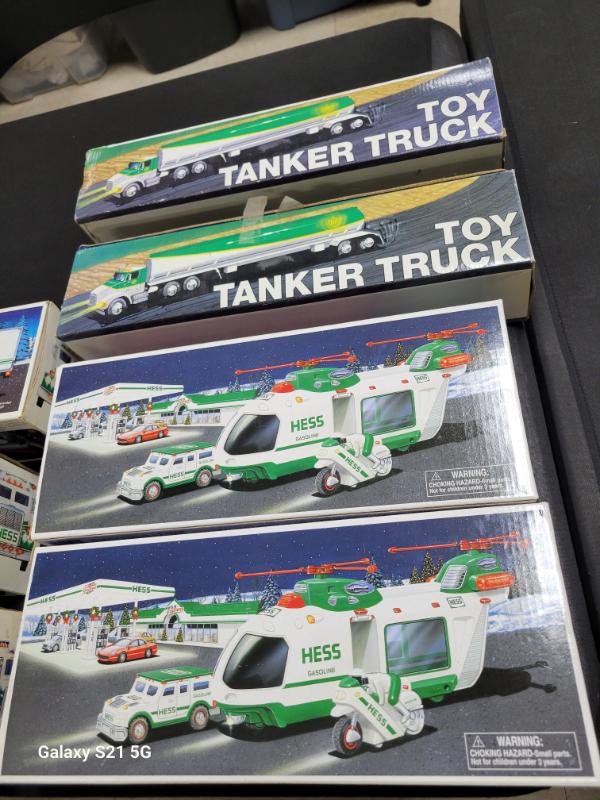 TOY
TANKER TRUCK
TOY
TANKER TRUCK
HESS
HESS
GASOLINE
HESS
WARNING:
CHOKING HAZARD-Small parts.
Not for children under 3 years.
HESS
HESS
HESS
GASOLINE
HESS
HESS
WARNING:
CHOKING HAZARD-Small parts.
Not for children under 3 years.
Galaxy S21 5G